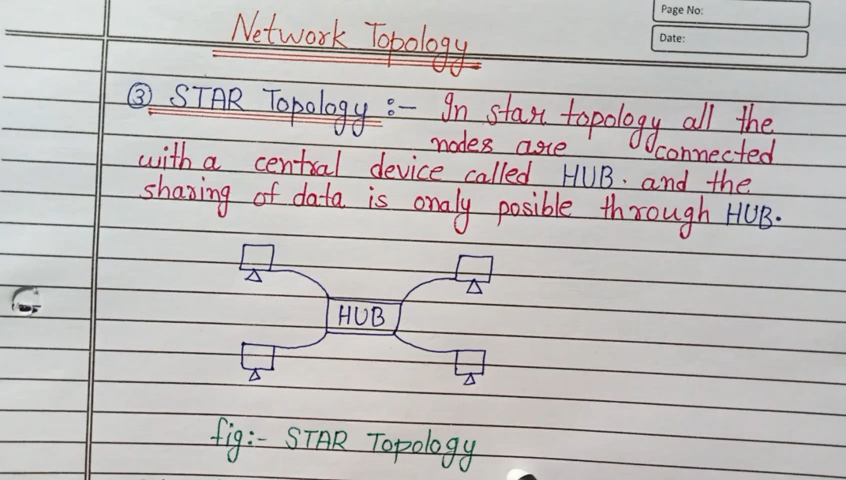 Page No:
Date:
Network Topology
③ STAR Topology :- In star topology all the
nodes are connected
with a central device called HUB. and the
sharing of data is onaly posible through HUB.
HUB
fig:- STAR Topology